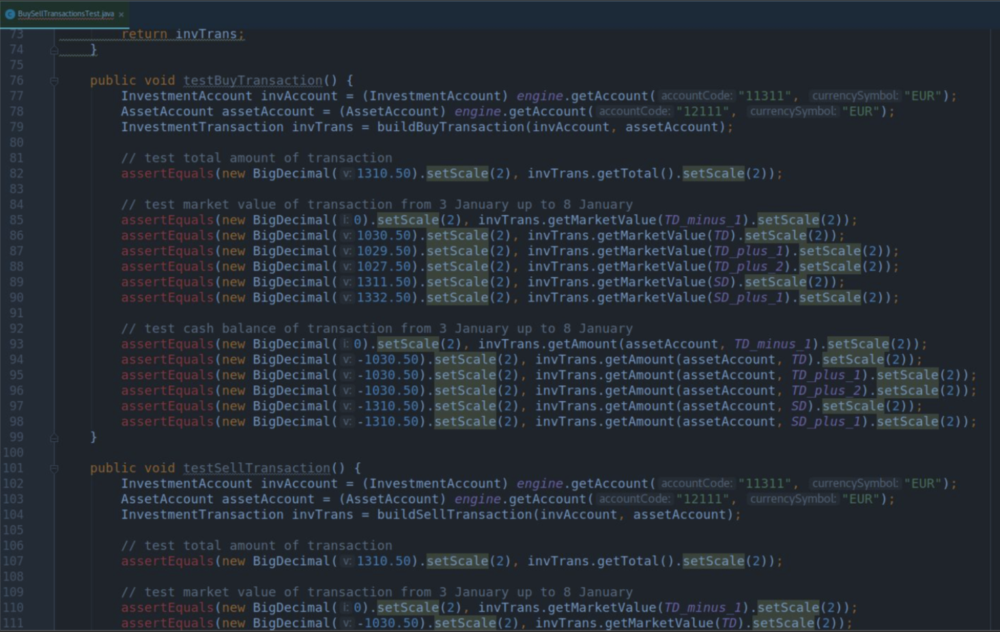 BuySellTransactionsTest.java ×
73 return invTrans;
74 }
75
76 public void testBuyTransaction() {
77 InvestmentAccount invAccount = (InvestmentAccount) engine.getAccount( accountCode: "11311", currencySymbol: "EUR");
78 AssetAccount assetAccount = (AssetAccount) engine.getAccount( accountCode: "12111", currencySymbol: "EUR");
79 InvestmentTransaction invTrans = buildBuyTransaction(invAccount, assetAccount);
80
81 // test total amount of transaction
82 assertEquals(new BigDecimal( v: 1310.50).setScale(2), invTrans.getTotal().setScale(2));
83
84 // test market value of transaction from 3 January up to 8 January
85 assertEquals(new BigDecimal( i: 0).setScale(2), invTrans.getMarketValue(TD_minus_1).setScale(2));
86 assertEquals(new BigDecimal( v: 1030.50).setScale(2), invTrans.getMarketValue(TD).setScale(2));
87 assertEquals(new BigDecimal( v: 1029.50).setScale(2), invTrans.getMarketValue(TD_plus_1).setScale(2));
88 assertEquals(new BigDecimal( v: 1027.50).setScale(2), invTrans.getMarketValue(TD_plus_2).setScale(2));
89 assertEquals(new BigDecimal( v: 1311.50).setScale(2), invTrans.getMarketValue(SD).setScale(2));
90 assertEquals(new BigDecimal( v: 1332.50).setScale(2), invTrans.getMarketValue(SD_plus_1).setScale(2));
91
92 // test cash balance of transaction from 3 January up to 8 January
93 assertEquals(new BigDecimal( i: 0).setScale(2), invTrans.getAmount(assetAccount, TD_minus_1).setScale(2));
94 assertEquals(new BigDecimal( v: -1030.50).setScale(2), invTrans.getAmount(assetAccount, TD).setScale(2));
95 assertEquals(new BigDecimal( v: -1030.50).setScale(2), invTrans.getAmount(assetAccount, TD_plus_1).setScale(2));
96 assertEquals(new BigDecimal( v: -1030.50).setScale(2), invTrans.getAmount(assetAccount, TD_plus_2).setScale(2));
97 assertEquals(new BigDecimal( v: -1310.50).setScale(2), invTrans.getAmount(assetAccount, SD).setScale(2));
98 assertEquals(new BigDecimal( v: -1310.50).setScale(2), invTrans.getAmount(assetAccount, SD_plus_1).setScale(2));
99 }
100
101 public void testSellTransaction() {
102 InvestmentAccount invAccount = (InvestmentAccount) engine.getAccount( accountCode: "11311", currencySymbol: "EUR");
103 AssetAccount assetAccount = (AssetAccount) engine.getAccount( accountCode: "12111", currencySymbol: "EUR");
104 InvestmentTransaction invTrans = buildSellTransaction(invAccount, assetAccount);
105
106 // test total amount of transaction
107 assertEquals(new BigDecimal( v: 1310.50).setScale(2), invTrans.getTotal().setScale(2));
108
109 // test market value of transaction from 3 January up to 8 January
110 assertEquals(new BigDecimal( i: 0).setScale(2), invTrans.getMarketValue(TD_minus_1).setScale(2));
111 assertEquals(new BigDecimal( v: -1030.50).setScale(2), invTrans.getMarketValue(TD).setScale(2));